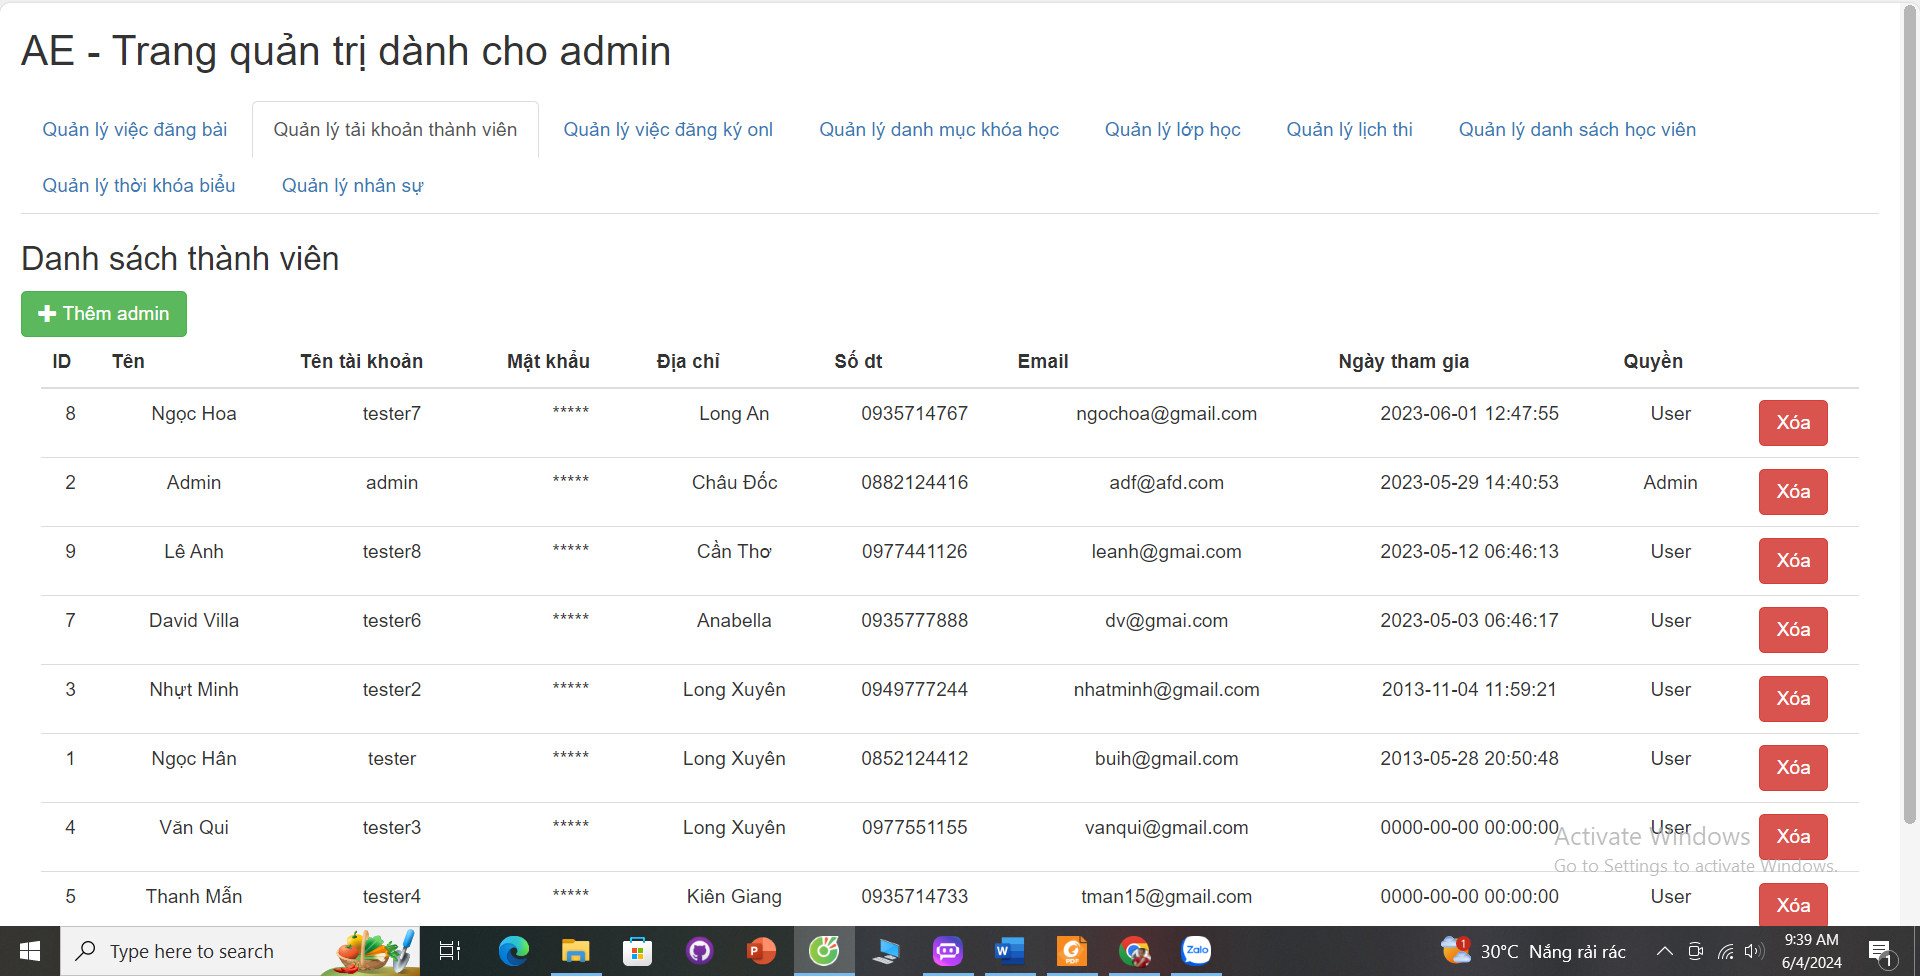 AE - Trang quản trị dành cho admin
Quản lý việc đăng bài Quản lý tài khoản thành viên Quản lý việc đăng ký onl Quản lý danh mục khóa học Quản lý lớp học Quản lý lịch thi Quản lý danh sách học viên
Quản lý thời khóa biểu Quản lý nhân sự
Danh sách thành viên
Thêm admin
ID Tên Tên tài khoản Mật khẩu Địa chỉ Số dt Email Ngày tham gia Quyền
8 Ngọc Hoa tester7 ***** Long An 0935714767 ngochoa@gmail.com 2023-06-01 12:47:55 User Xóa
2 Admin admin ***** Châu Đốc 0882124416 adf@afd.com 2023-05-29 14:40:53 Admin Xóa
9 Lê Anh tester8 ***** Cần Thơ 0977441126 leanh@gmai.com 2023-05-12 06:46:13 User Xóa
7 David Villa tester6 ***** Anabella 0935777888 dv@gmai.com 2023-05-03 06:46:17 User Xóa
3 Nhựt Minh tester2 ***** Long Xuyên 0949777244 nhatminh@gmail.com 2013-11-04 11:59:21 User Xóa
1 Ngọc Hân tester ***** Long Xuyên 0852124412 buih@gmail.com 2013-05-28 20:50:48 User Xóa
4 Văn Qui tester3 ***** Long Xuyên 0977551155 vanqui@gmail.com 0000-00-00 00:00:00 User Xóa
Activate Windows
Go to Settings to activate Windows.
5 Thanh Mẫn tester4 ***** Kiên Giang 0935714733 tman15@gmail.com 0000-00-00 00:00:00 User Xóa
Type here to search P W PDF Zalo 1 30°C Nắng rải rác 9:39 AM
6/4/2024 1